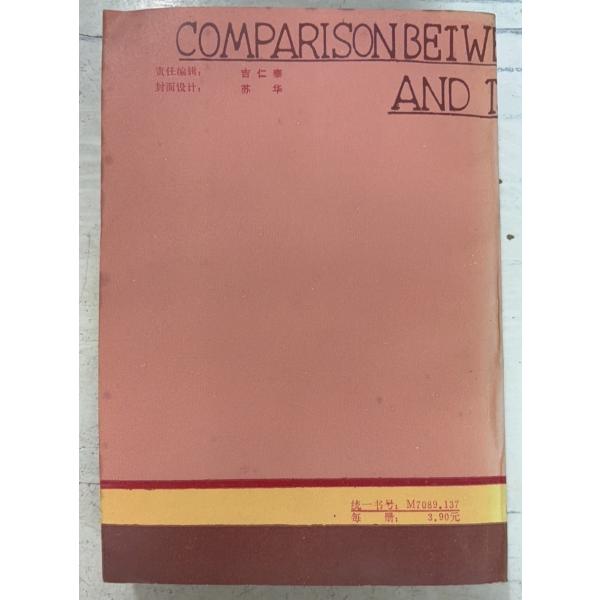 COMPARISON BETWE
AND T
责任编辑： 吉仁泰
封面设计： 苏华
统一书号：M7089.137
每册：3.90元